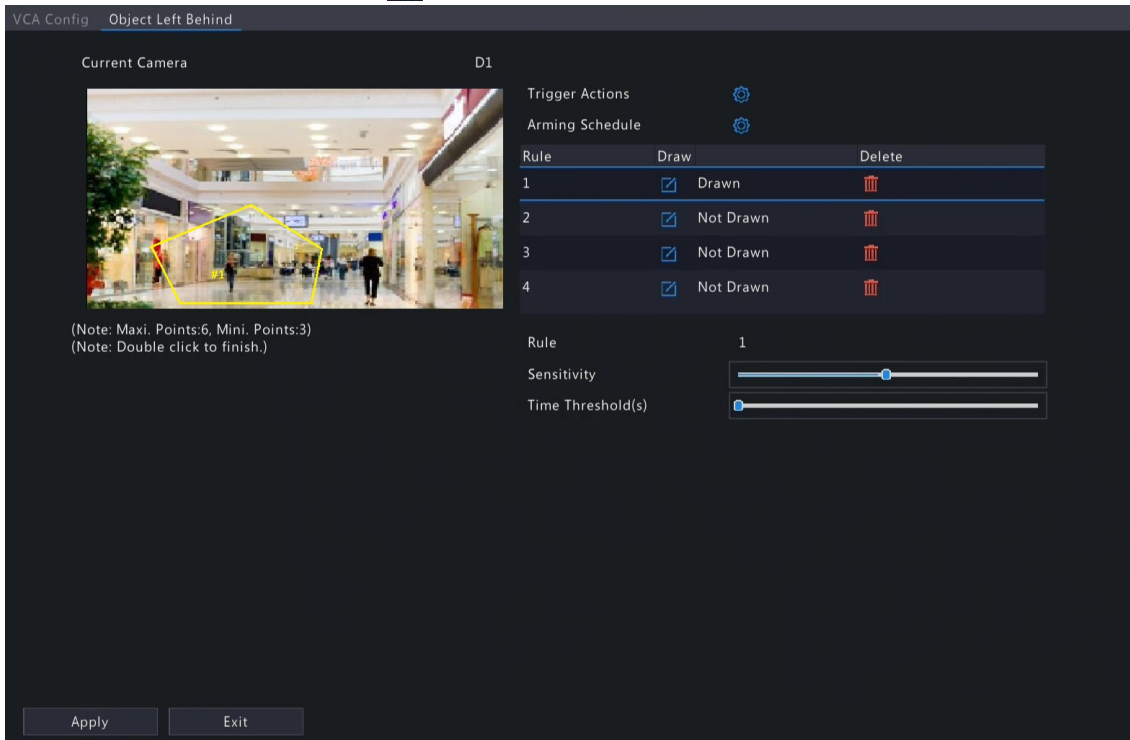 VCA Config Object Left Behind
Current Camera D1
#1
(Note: Maxi. Points:6, Mini. Points:3)
(Note: Double click to finish.)
Trigger Actions
Arming Schedule
Rule Draw Delete
1 Drawn
2 Not Drawn
3 Not Drawn
4 Not Drawn
Rule 1
Sensitivity
Time Threshold(s)
Apply Exit